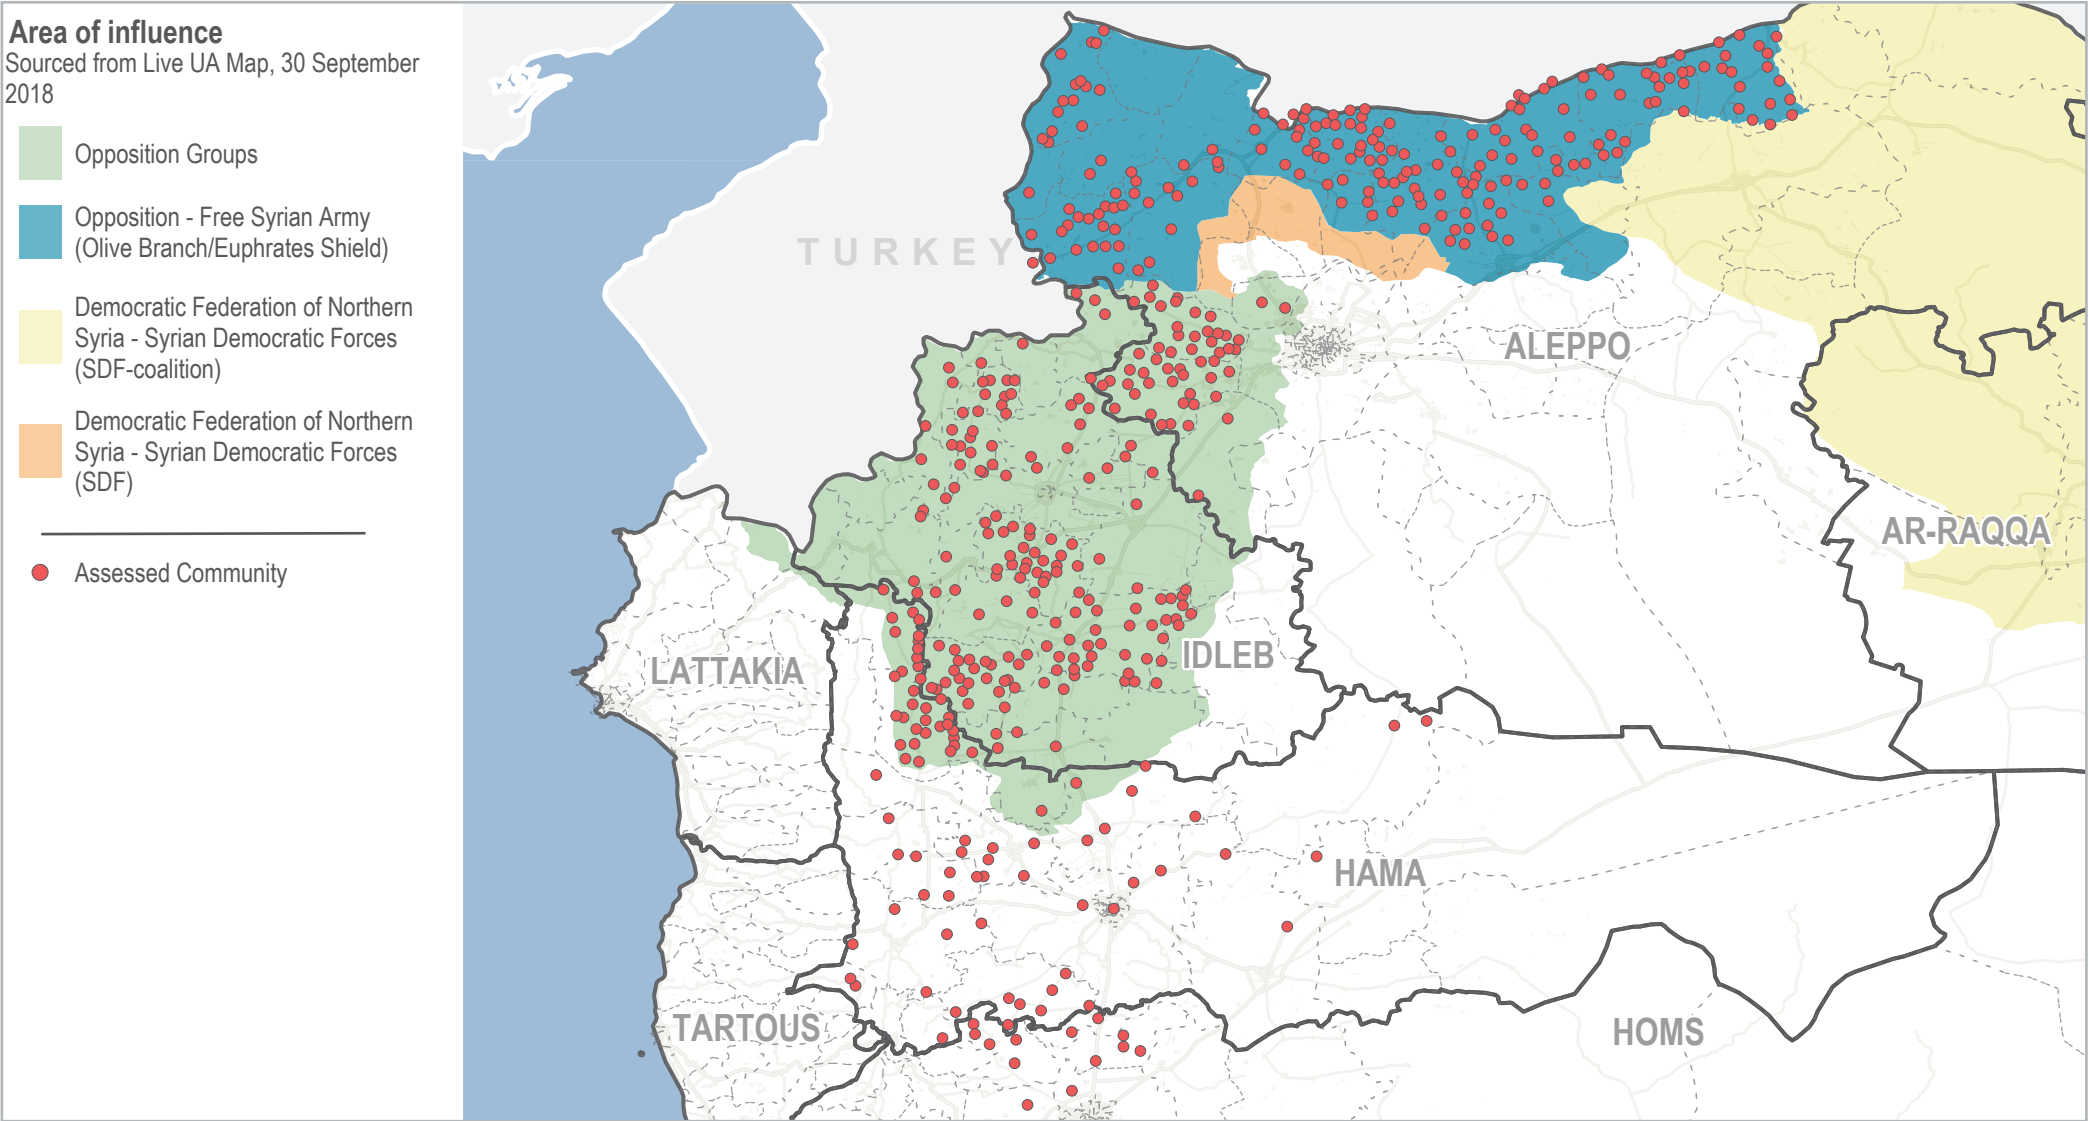 Area of influence
Sourced from Live UA Map, 30 September
2018
Opposition Groups
Opposition - Free Syrian Army
(Olive Branch/Euphrates Shield)
Democratic Federation of Northern
Syria - Syrian Democratic Forces
(SDF-coalition)
Democratic Federation of Northern
Syria - Syrian Democratic Forces
(SDF)
Assessed Community
TURKEY
ALEPPO
AR-RAQQA
IDLEB
LATTAKIA
HAMA
TARTOUS
HOMS